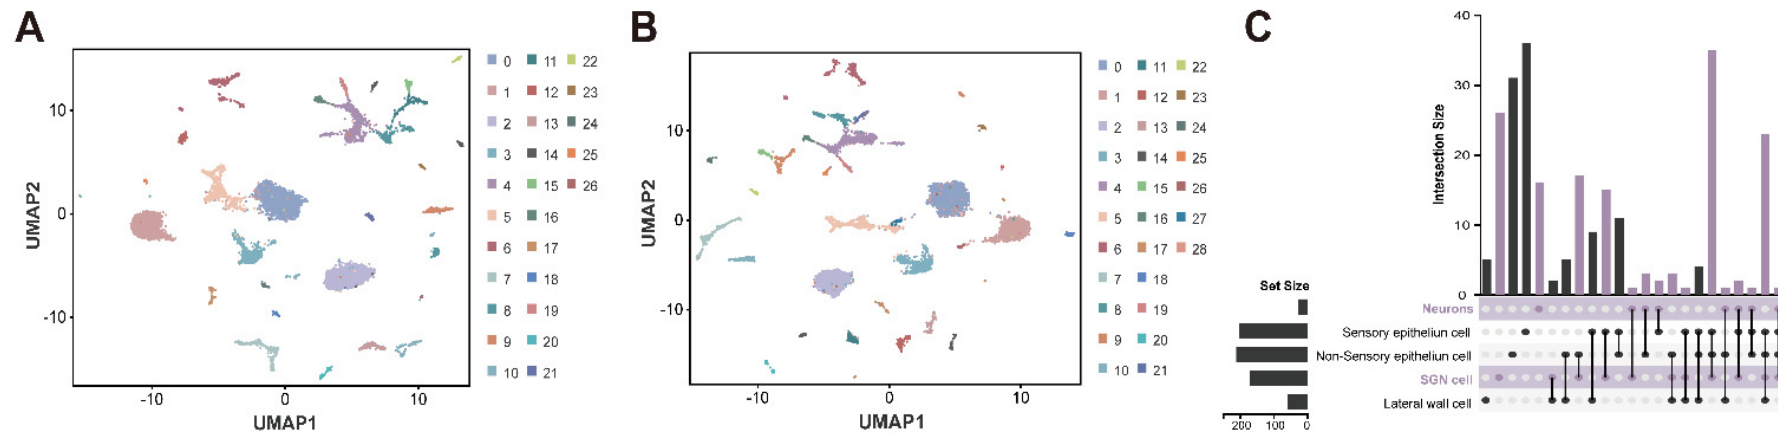 A
B
C
UMAP2
10
0
-10
-10
0
10
UMAP1
0 11 22
1 12 23
2 13 24
3 14 25
4 15 26
5 16
6 17
7 18
8 19
9 20
10 21
UMAP2
10
0
-10
-10
0
10
UMAP1
0 11 22
1 12 23
2 13 24
3 14 25
4 15 26
5 16 27
6 17 28
7 18
8 19
9 20
10 21
Intersection Size
40
30
20
10
0
Set Size
Neurons
Sensory epitheliun cell
Non-Sensory epitheliun cell
SGN cell
Lateral wall cell
200 100 0